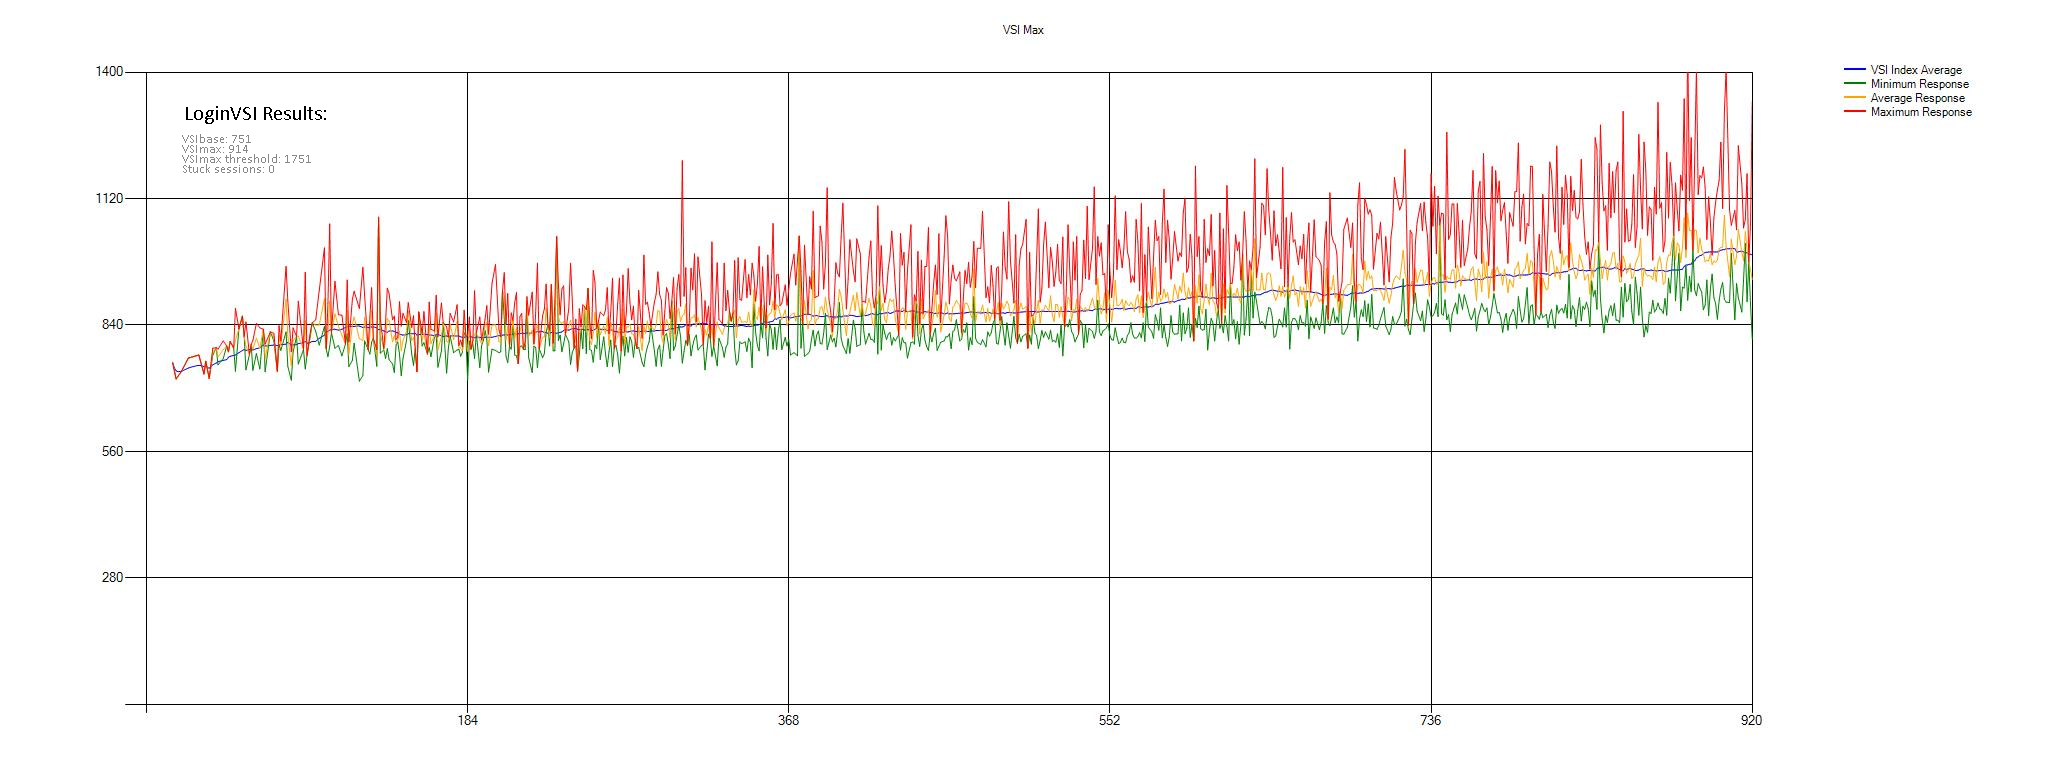 VSI Max
1400
1120
840
560
280
184
368
552
736
920
LoginVSI Results:
VSIbase: 751
VSImax: 914
VSImax threshold: 1751
Stuck sessions: 0
VSI Index Average
Minimum Response
Average Response
Maximum Response